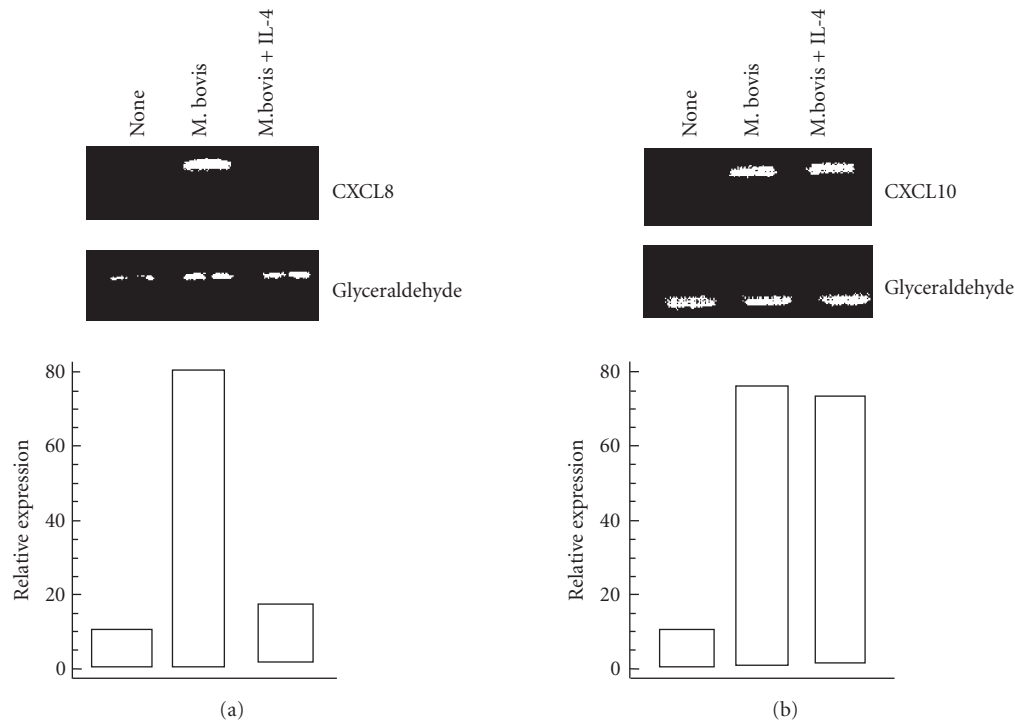 None
M. bovis
M.bovis + IL-4
CXCL8
Glyceraldehyde
80
60
40
20
0
Relative expression
(a)
None
M. bovis
M.bovis + IL-4
CXCL10
Glyceraldehyde
80
60
40
20
0
Relative expression
(b)